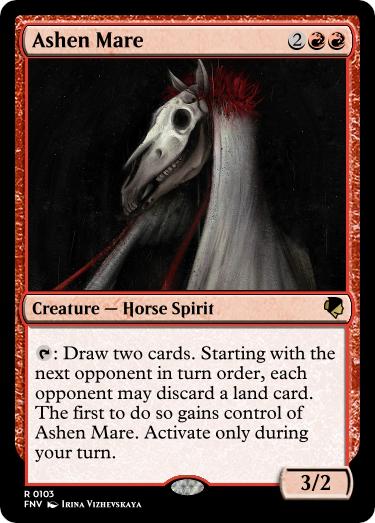 Ashen Mare 2
Creature — Horse Spirit
: Draw two cards. Starting with the
next opponent in turn order, each
opponent may discard a land card.
The first to do so gains control of
Ashen Mare. Activate only during
your turn.
3/2
R 0103
FNV Irina Vizhevskaya